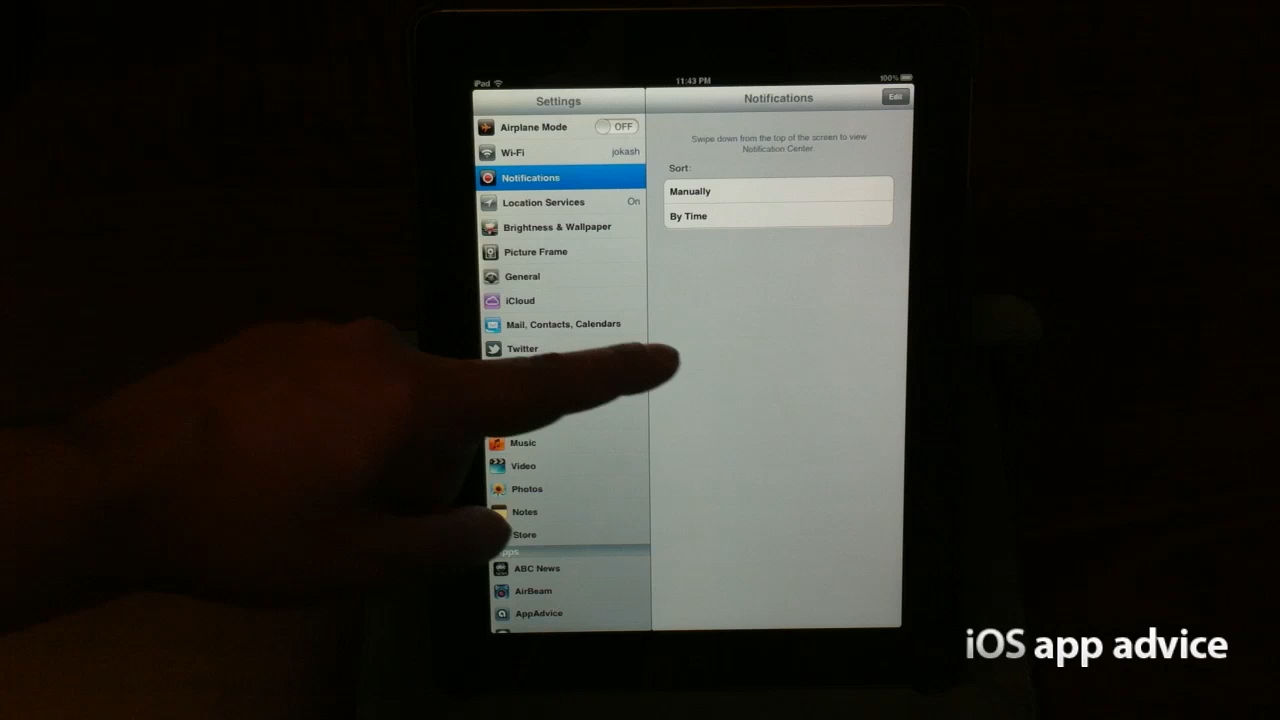 iPad
11:43 PM
100%
Settings
Notifications
Edit
Airplane Mode
OFF
Wi-Fi
jokash
Notifications
Location Services
On
Brightness & Wallpaper
Picture Frame
General
iCloud
Mail, Contacts, Calendars
Twitter
Music
Video
Photos
Notes
Store
pps
ABC News
AirBeam
AppAdvice
Swipe down from the top of the screen to view
Notification Center.
Sort:
Manually
By Time
iOS app advice